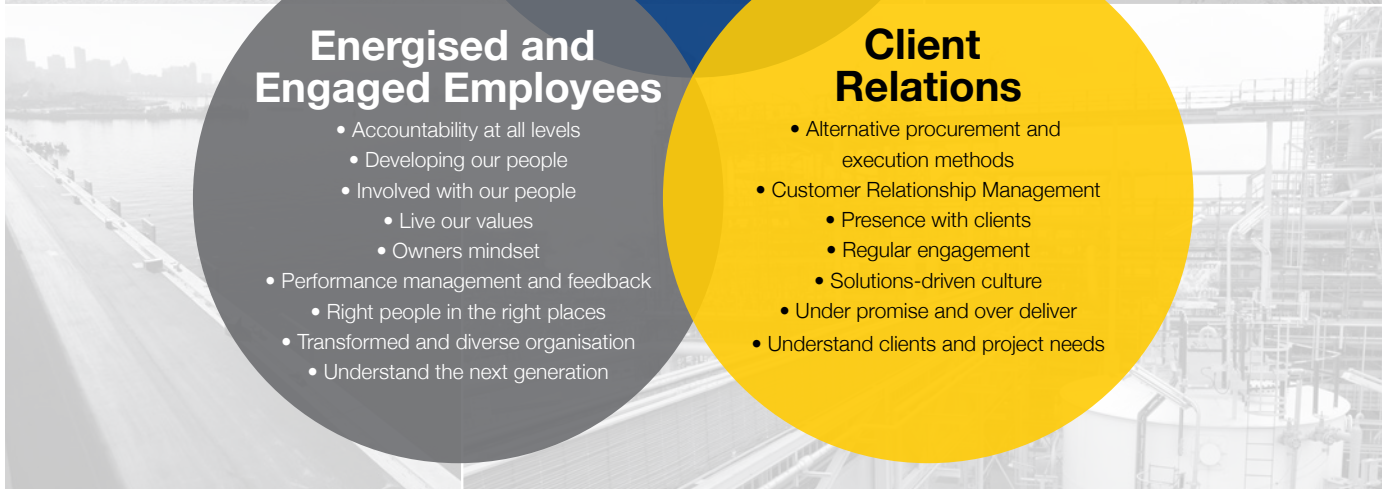 Energised and
Engaged Employees
• Accountability at all levels
• Developing our people
• Involved with our people
• Live our values
• Owners mindset
• Performance management and feedback
• Right people in the right places
• Transformed and diverse organisation
• Understand the next generation
Client
Relations
• Alternative procurement and
execution methods
• Customer Relationship Management
• Presence with clients
• Regular engagement
• Solutions-driven culture
• Under promise and over deliver
• Understand clients and project needs